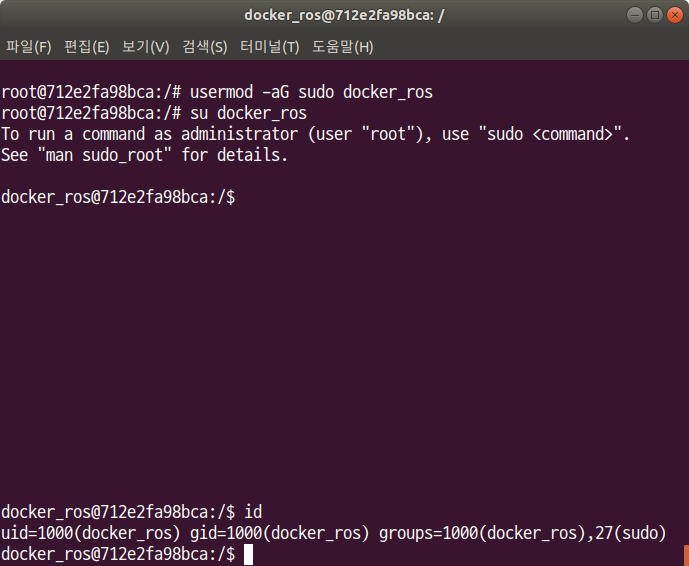 docker_ros@712e2fa98bca: /
파일(F) 편집(E) 보기(V) 검색(S) 터미널(T) 도움말(H)
root@712e2fa98bca:/# usermod -aG sudo docker_ros
root@712e2fa98bca:/# su docker_ros
To run a command as administrator (user "root"), use "sudo <command>".
See "man sudo_root" for details.
docker_ros@712e2fa98bca:/$
docker_ros@712e2fa98bca:/$ id
uid=1000(docker_ros) gid=1000(docker_ros) groups=1000(docker_ros),27(sudo)
docker_ros@712e2fa98bca:/$